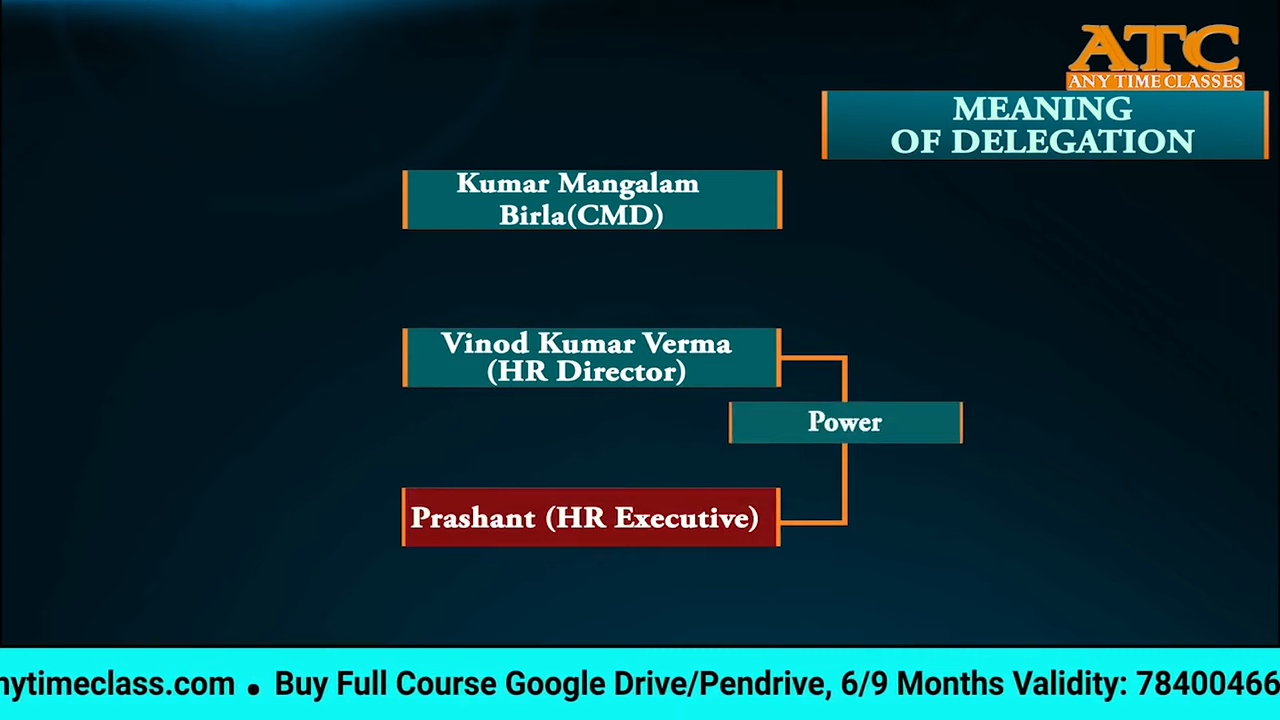 ATC
ANY TIME CLASSES
MEANING
OF DELEGATION
Kumar Mangalam
Birla(CMD)
Vinod Kumar Verma
(HR Director)
Power
Prashant (HR Executive)
nytimeclass.com • Buy Full Course Google Drive/Pendrive, 6/9 Months Validity: 78400466